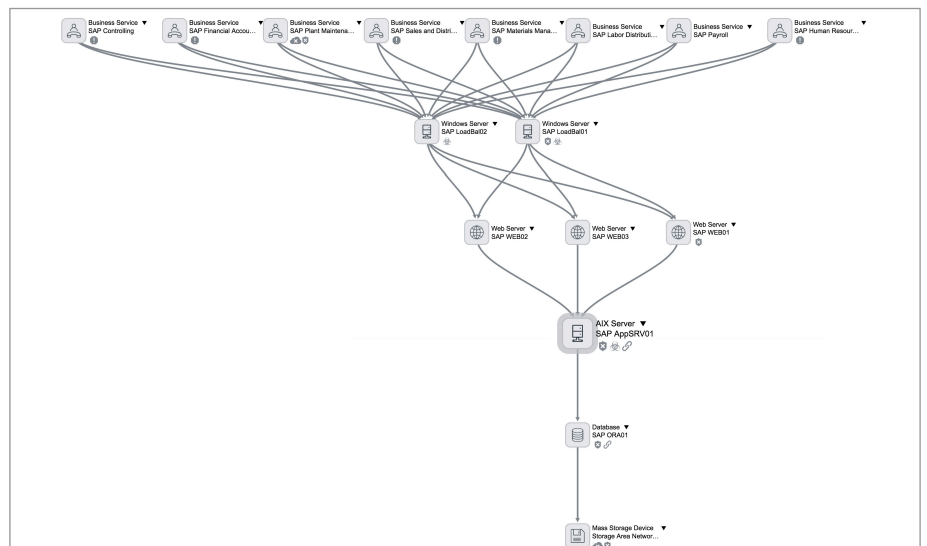 Business Service ▼
SAP Controlling
Business Service ▼
SAP Financial Accou...
Business Service ▼
SAP Plant Maintena...
Business Service ▼
SAP Sales and Distri...
Business Service ▼
SAP Materials Mana...
Business Service ▼
SAP Labor Distributi...
Business Service ▼
SAP Payroll
Business Service ▼
SAP Human Resour...
Windows Server ▼
SAP LoadBal02
Windows Server ▼
SAP LoadBal01
Web Server ▼
SAP WEB02
Web Server ▼
SAP WEB03
Web Server ▼
SAP WEB01
AIX Server ▼
SAP AppSRV01
Database ▼
SAP ORA01
Mass Storage Device ▼
Storage Area Networ...